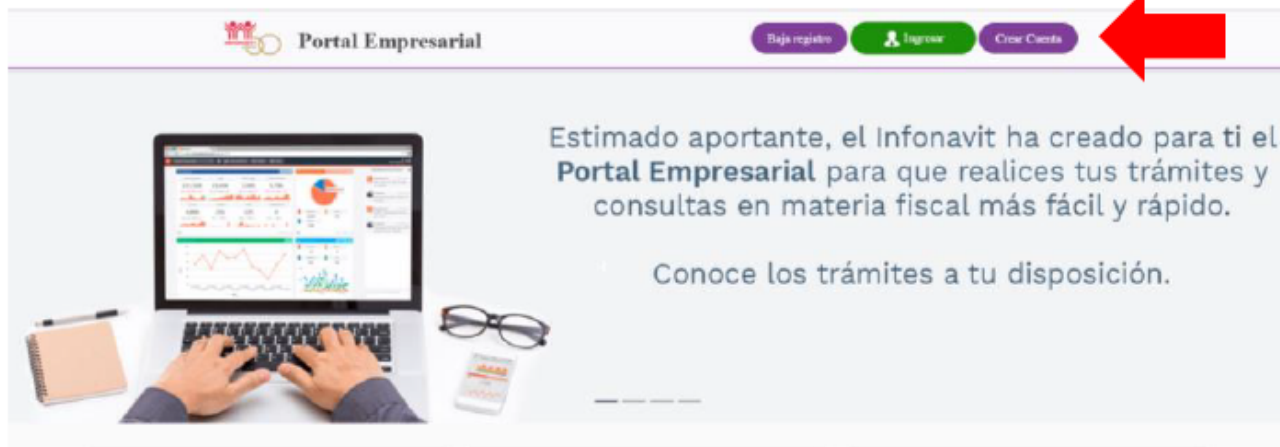 Portal Empresarial
Baja registro
Ingresar
Crear Cuenta
Estimado aportante, el Infonavit ha creado para ti el
Portal Empresarial para que realices tus trámites y
consultas en materia fiscal más fácil y rápido.
Conoce los trámites a tu disposición.